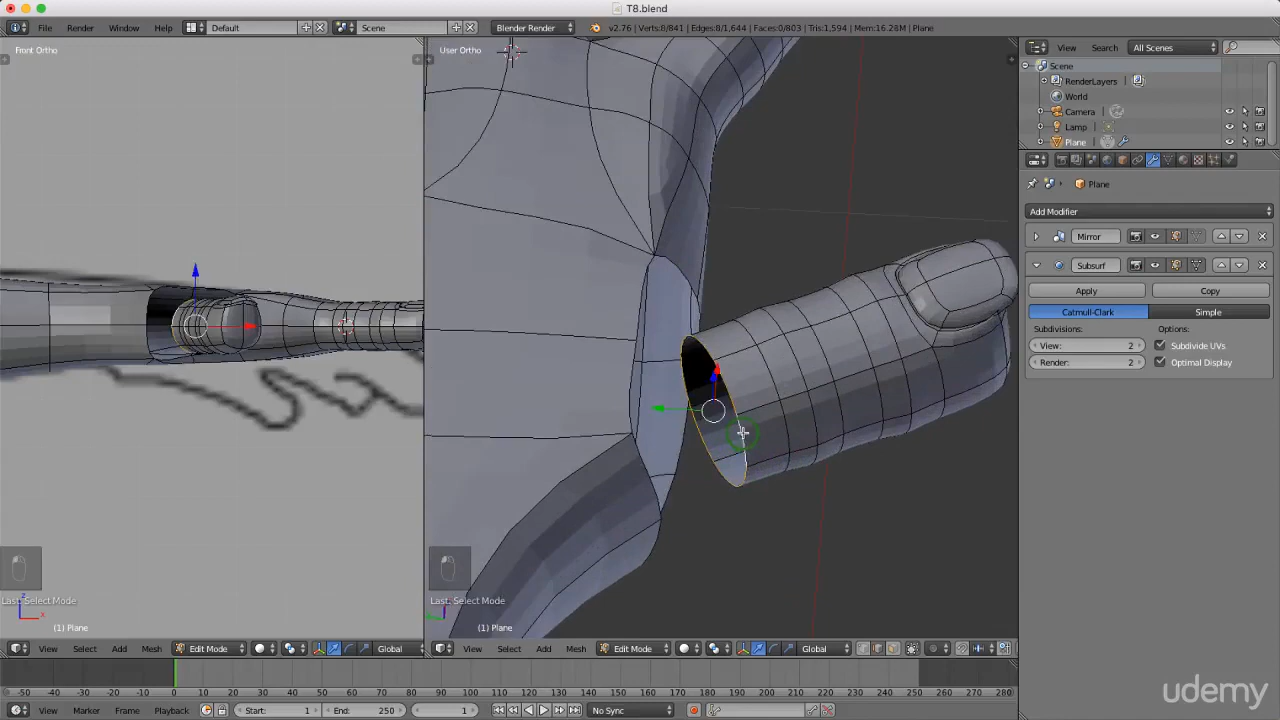 T8.blend
File Render Window Help Default Scene Blender Render v2.76 | Verts:8/841 | Edges:8/1,644 | Faces:0/803 | Tris:1,594 | Mem:16.28M | Plane
Front Ortho
User Ortho
View Search All Scenes
Scene
RenderLayers
World
Camera
Lamp
Plane
Plane
Add Modifier
Mirror
Subsurf
Apply Copy
Catmull-Clark Simple
Subdivisions: Options:
View: 2 Subdivide UVs
Render: 2 Optimal Display
Last: Select Mode
Last: Select Mode
(1) Plane
(1) Plane
View Select Add Mesh Edit Mode Global
View Select Add Mesh Edit Mode Global
-50 -40 -30 -20 -10 0 10 20 30 40 50 60 70 80 90 100 110 120 130 140 150 160 170 180 190 200 210 220 230 240 250 260 270 280
View Marker Frame Playback Start: 1 End: 250 1 No Sync
udemy